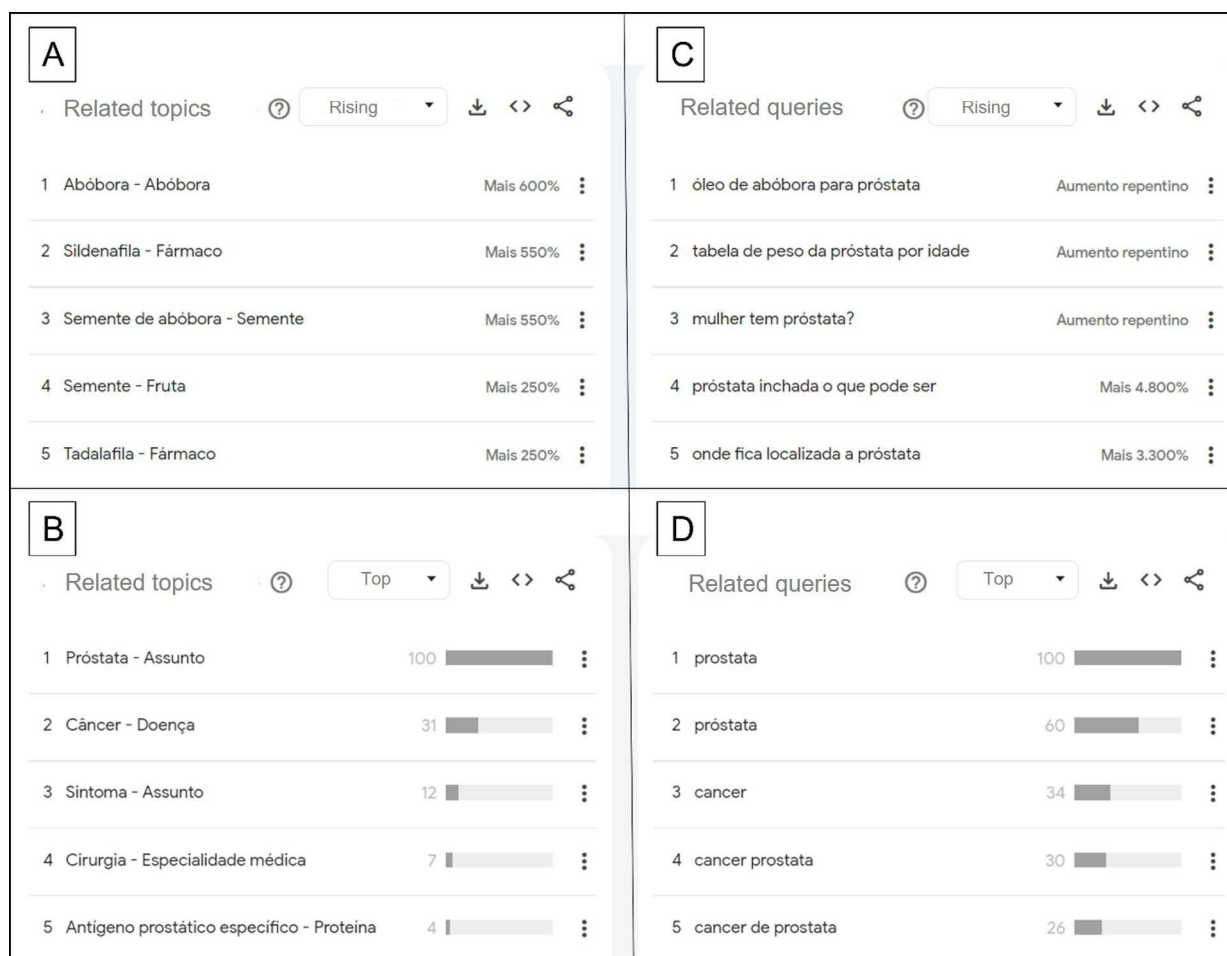 A
Related topics Rising
1 Abóbora - Abóbora Mais 600%
2 Sildenafila - Fármaco Mais 550%
3 Semente de abóbora - Semente Mais 550%
4 Semente - Fruta Mais 250%
5 Tadalafila - Fármaco Mais 250%
B
Related topics Top
1 Próstata - Assunto 100
2 Câncer - Doença 31
3 Sintoma - Assunto 12
4 Cirurgia - Especialidade médica 7
5 Antígeno prostático específico - Proteína 4
C
Related queries Rising
1 óleo de abóbora para próstata Aumento repentino
2 tabela de peso da próstata por idade Aumento repentino
3 mulher tem próstata? Aumento repentino
4 próstata inchada o que pode ser Mais 4.800%
5 onde fica localizada a próstata Mais 3.300%
D
Related queries Top
1 prostata 100
2 próstata 60
3 cancer 34
4 cancer prostata 30
5 cancer de prostata 26